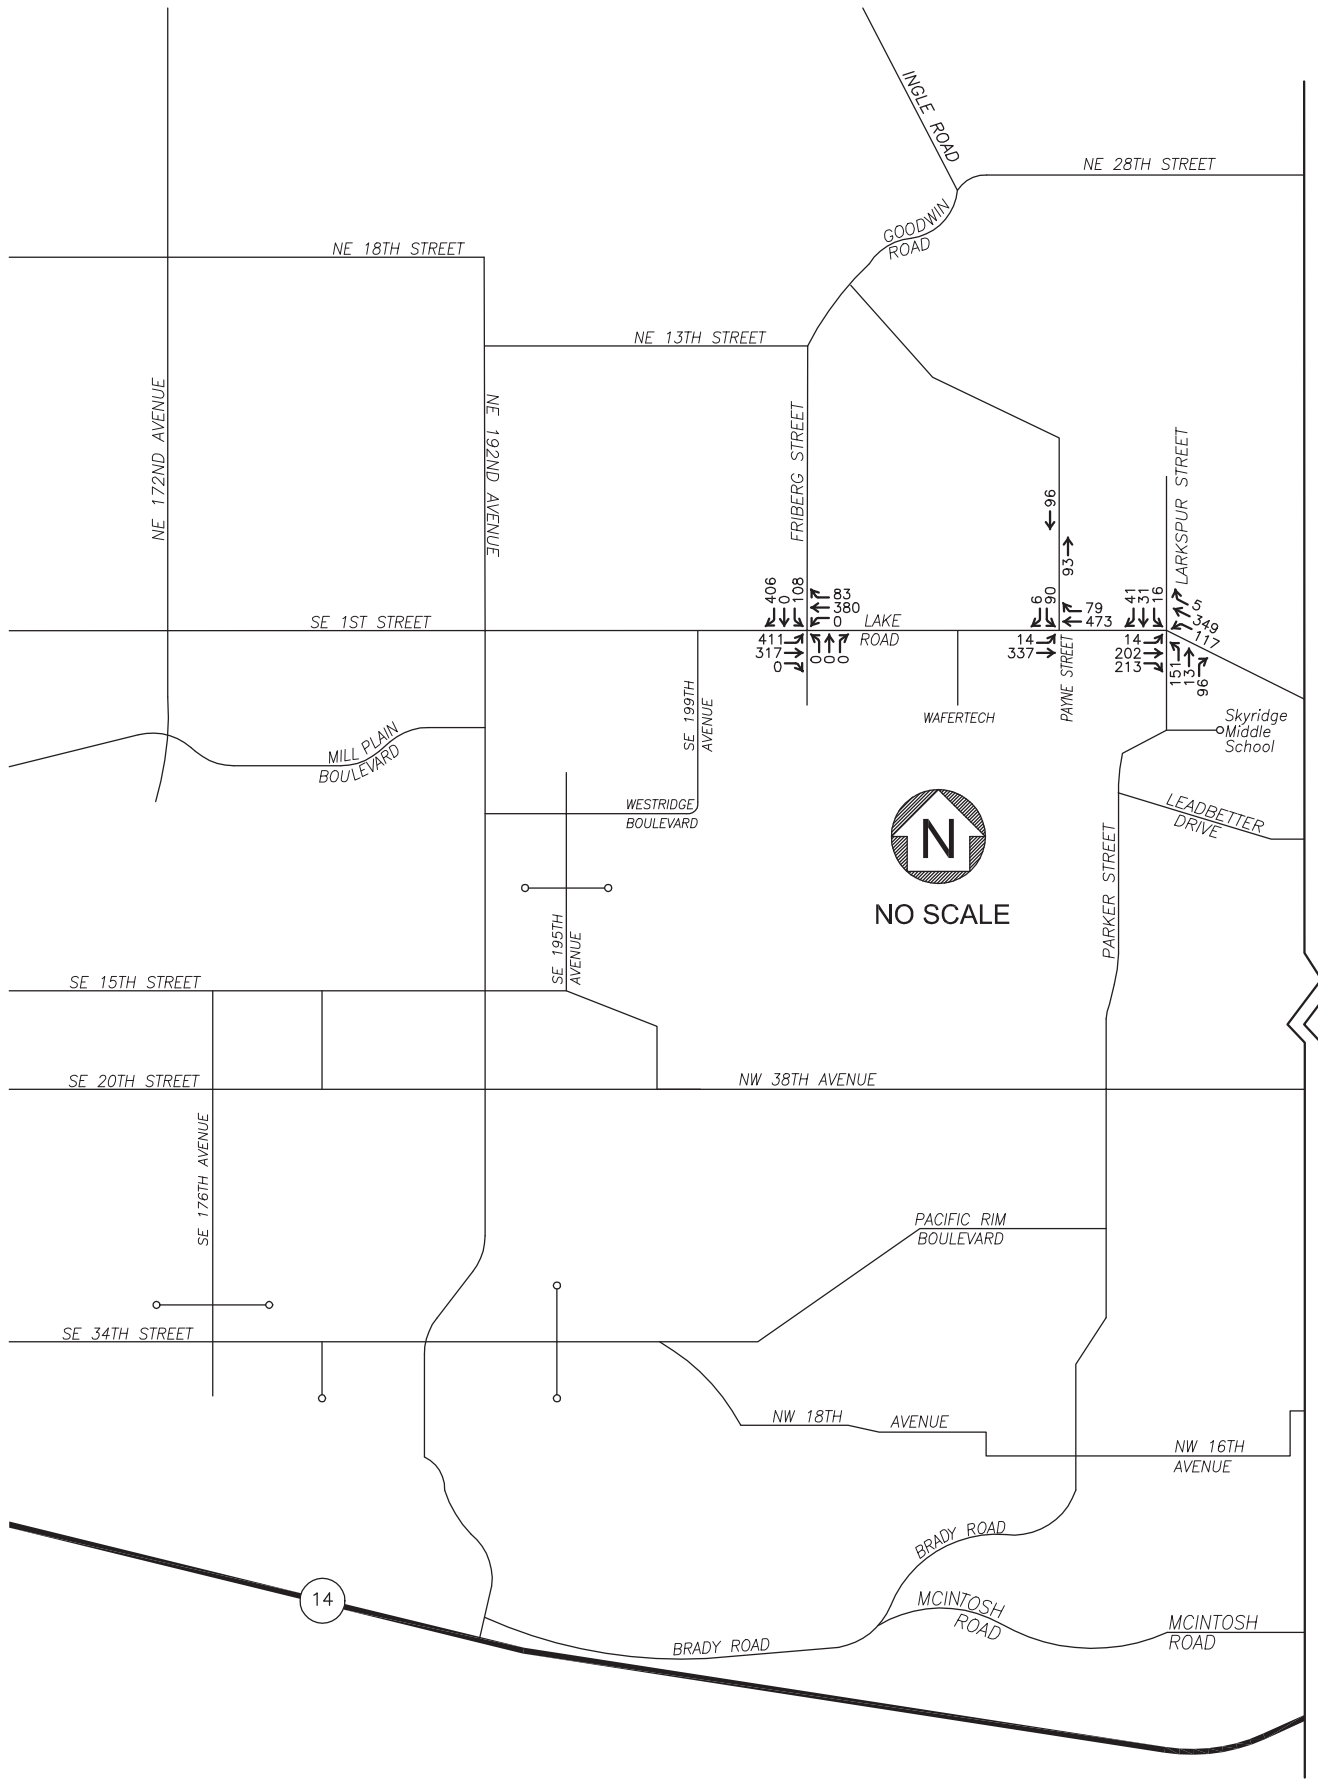 INGLE ROAD
NE 28TH STREET
GOODWIN
ROAD
NE 18TH STREET
NE 13TH STREET
NE 172ND AVENUE
NE 192ND AVENUE
FRIBERG STREET
LARKSPUR STREET
96
93
406
0
108
83
380
0
6
90
79
473
41
31
16
5
349
117
SE 1ST STREET
LAKE
ROAD
411
317
0
0
0
0
14
337
PAYNE STREET
14
202
213
151
13
96
SE 199TH
AVENUE
WAFERTECH
Skyridge
Middle
School
MILL PLAIN
BOULEVARD
WESTRIDGE
BOULEVARD
LEADBETTER
DRIVE
N
NO SCALE
PARKER STREET
SE 195TH
AVENUE
SE 15TH STREET
SE 20TH STREET
NW 38TH AVENUE
SE 176TH AVENUE
PACIFIC RIM
BOULEVARD
SE 34TH STREET
NW 18TH
AVENUE
NW 16TH
AVENUE
BRADY ROAD
14
MCINTOSH
ROAD
MCINTOSH
ROAD
BRADY ROAD